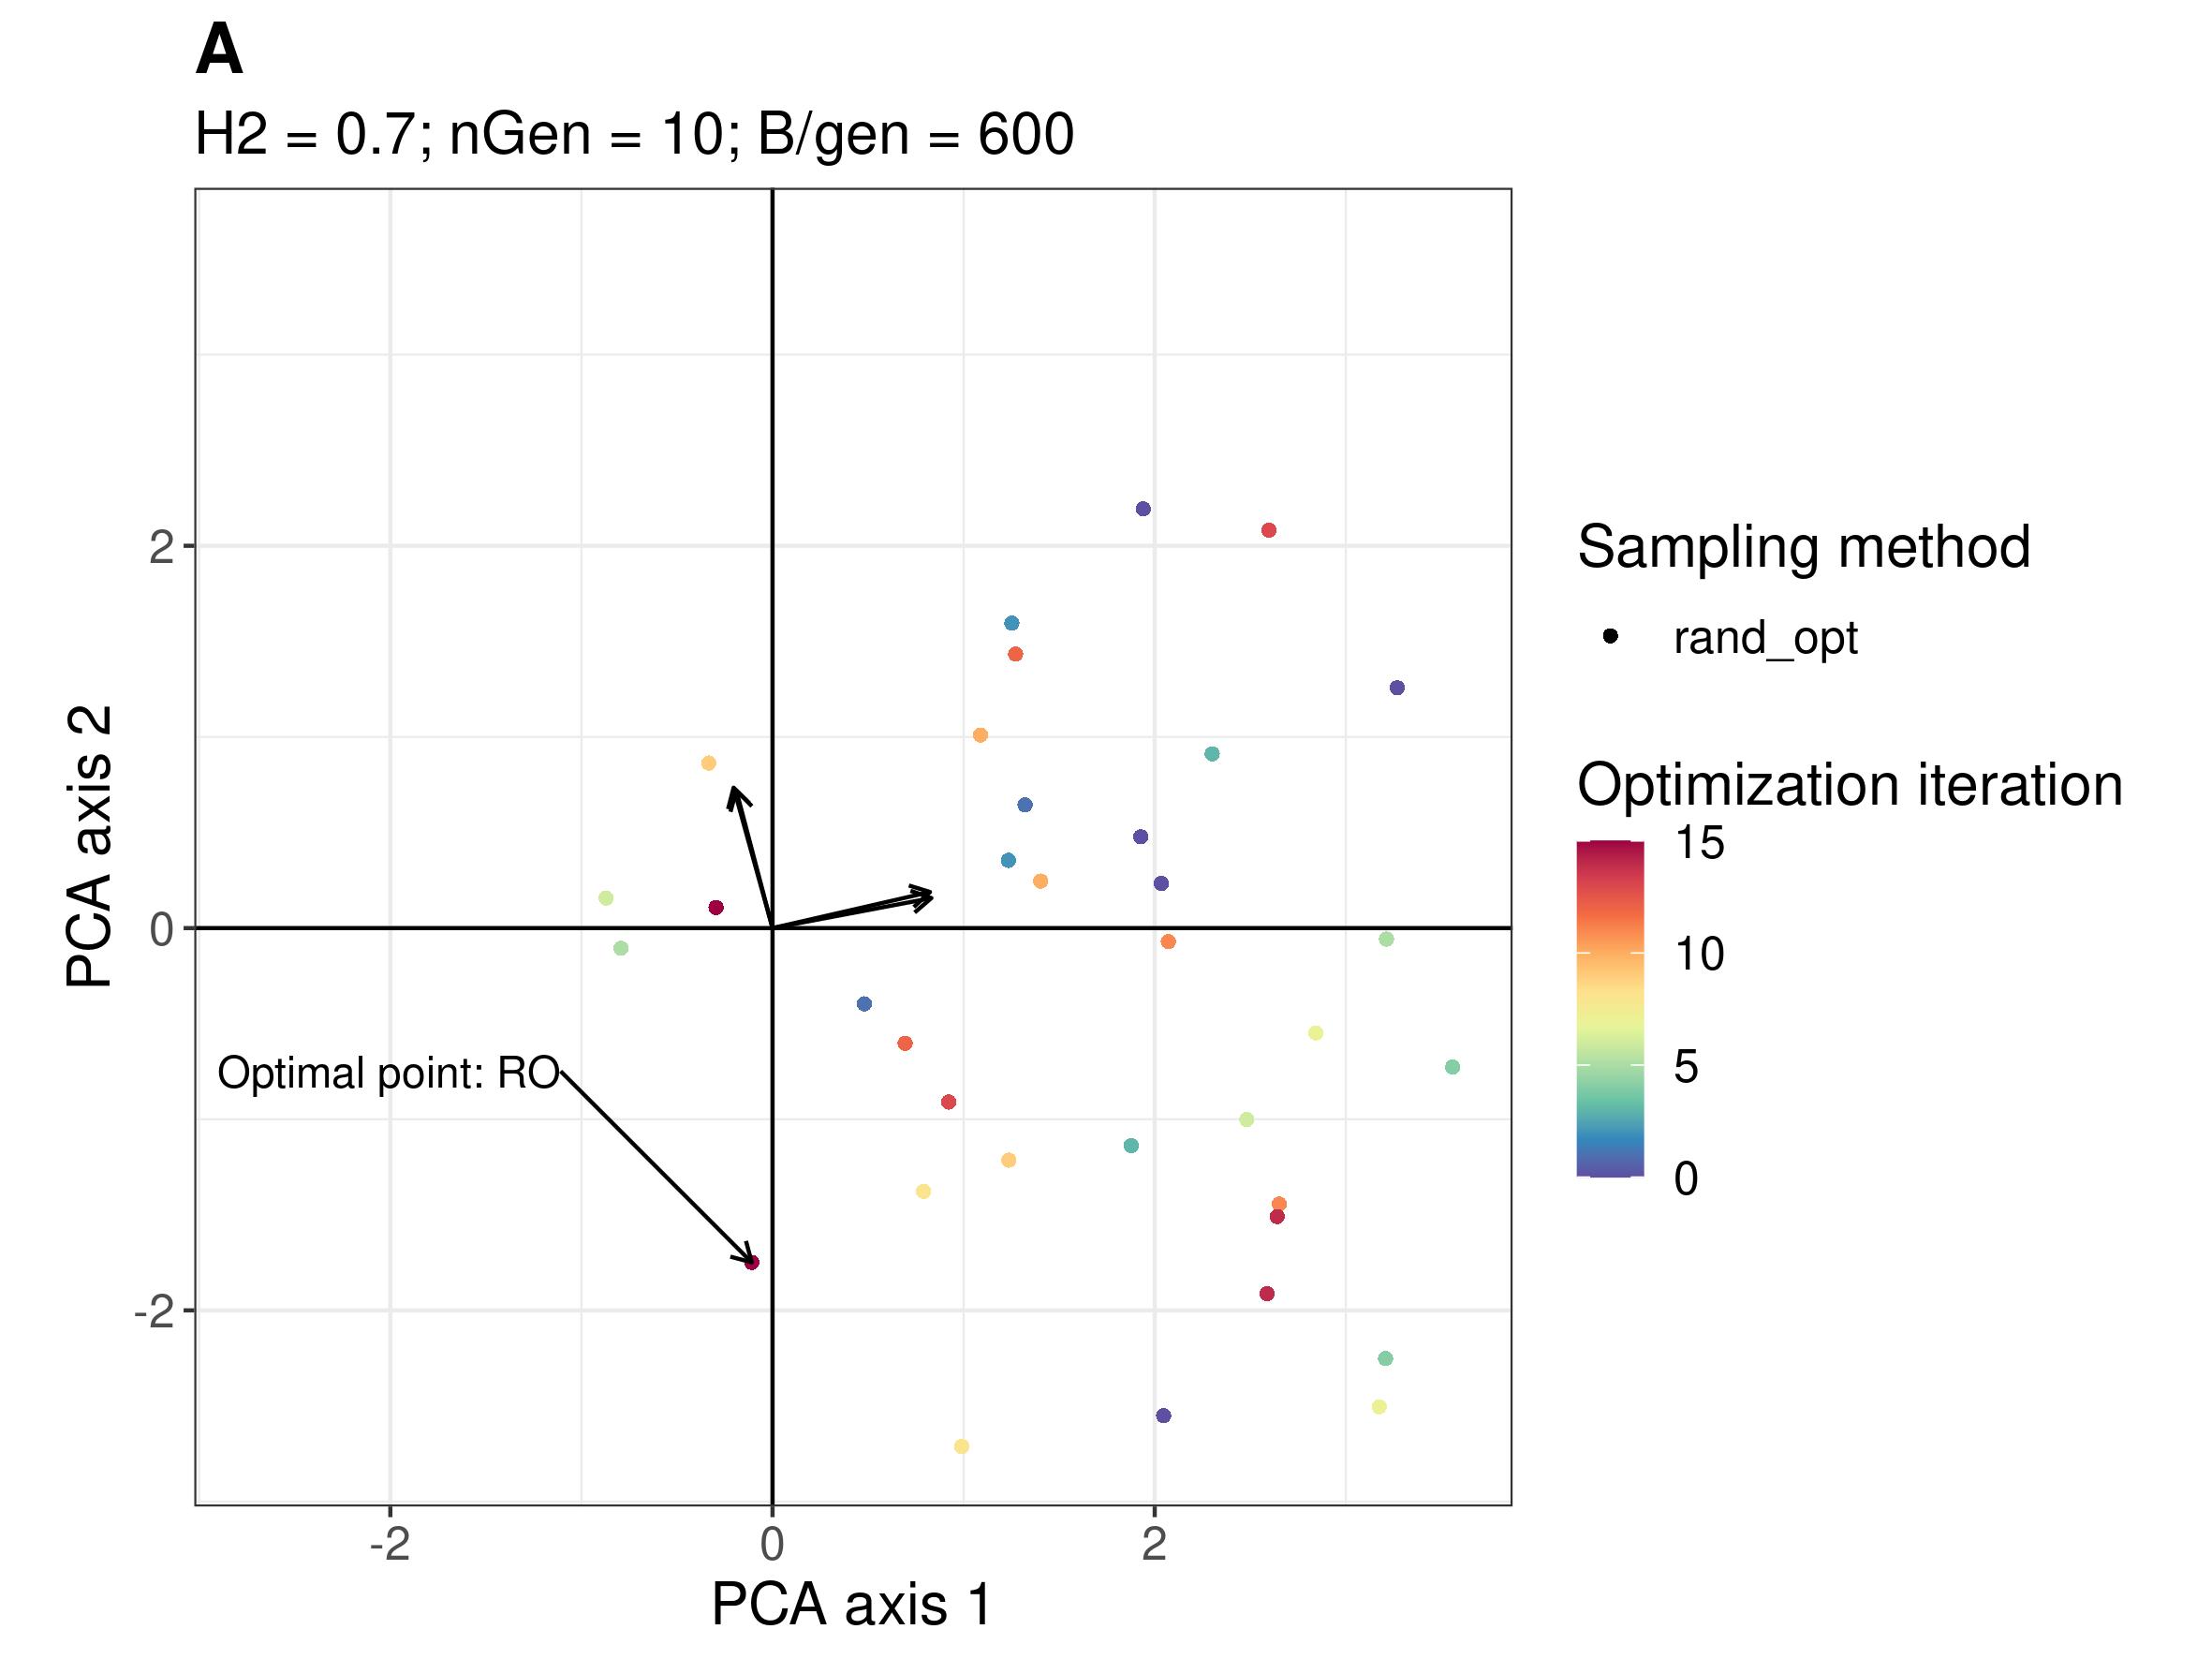 A
H2 = 0.7; nGen = 10; B/gen = 600
PCA axis 2
2
0
-2
Optimal point: RO
-2
0
2
PCA axis 1
Sampling method
rand_opt
Optimization iteration
15
10
5
0